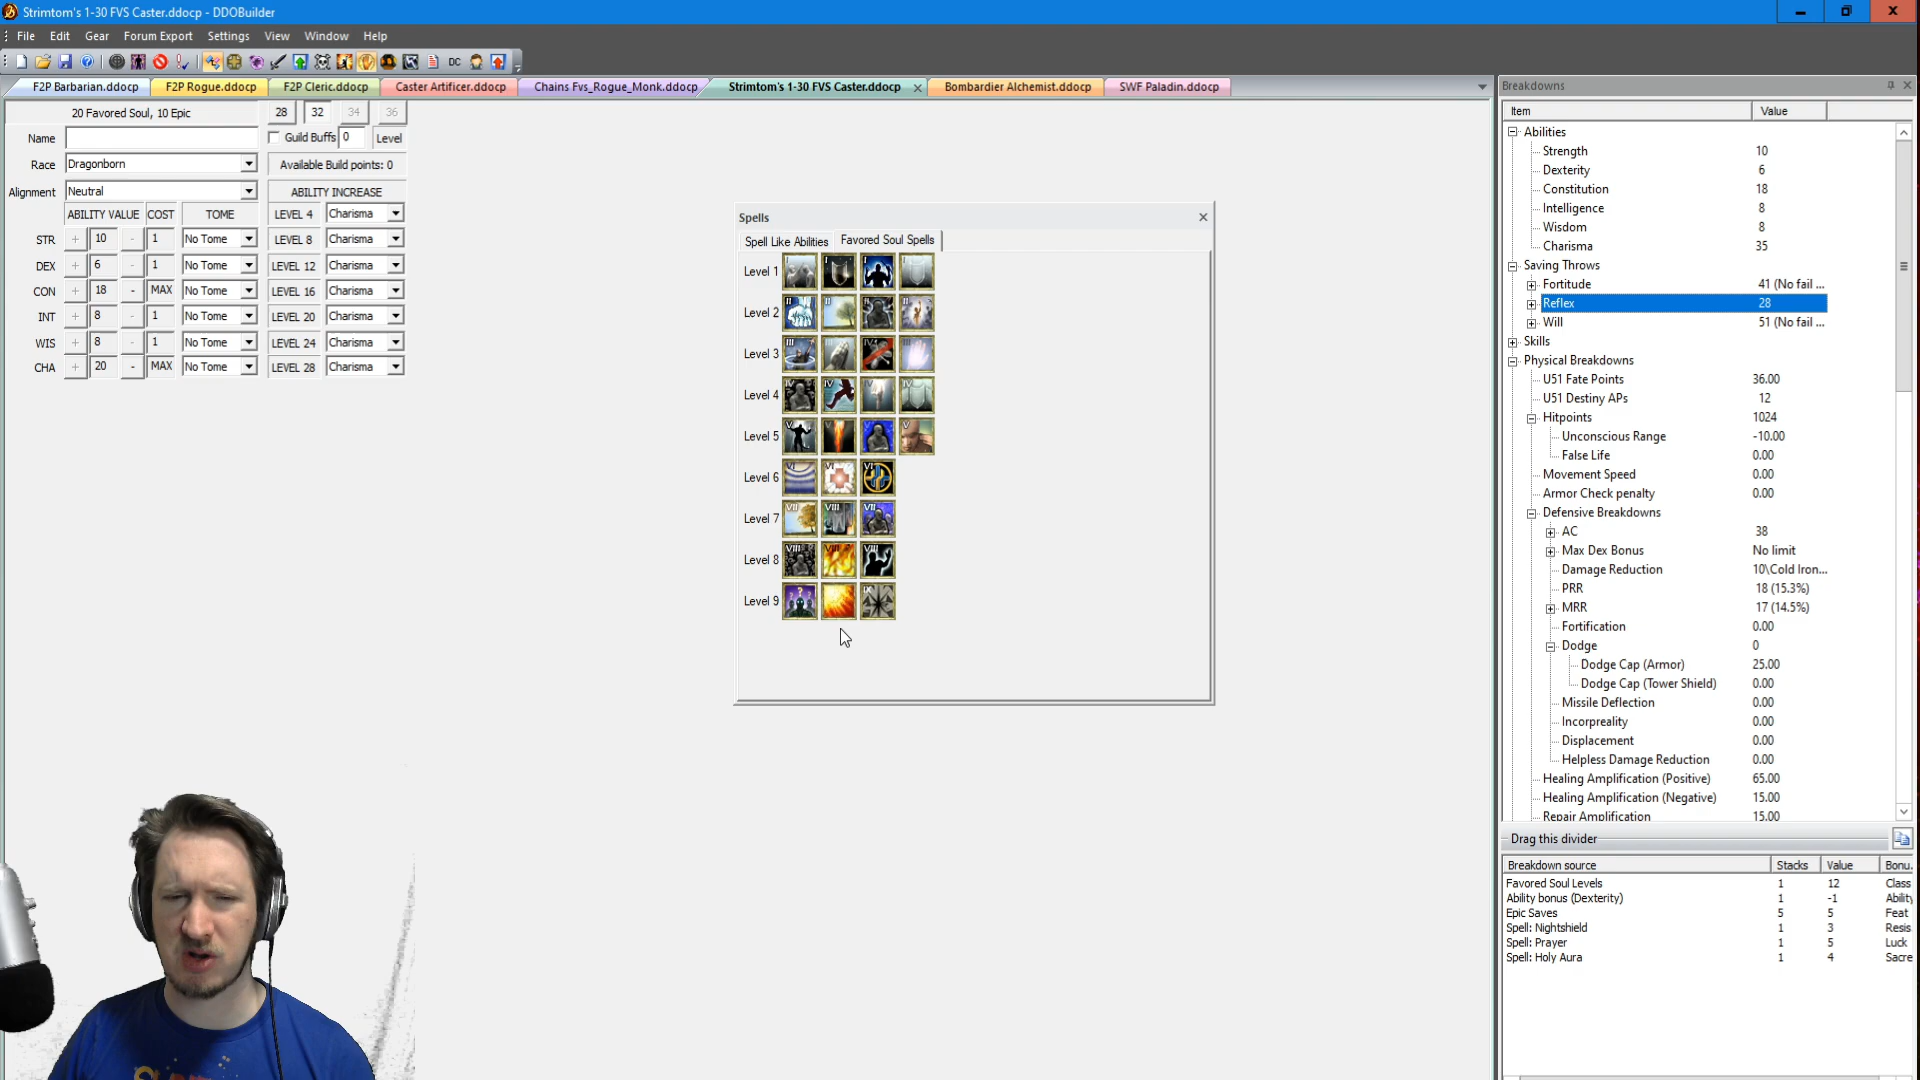 Strimtom's 1-30 FVS Caster.ddocp - DDOBuilder
File Edit Gear Forum Export Settings View Window Help
DC
F2P Barbarian.ddocp F2P Rogue.ddocp F2P Cleric.ddocp Caster Artificer.ddocp Chains Fvs_Rogue_Monk.ddocp Strimtom's 1-30 FVS Caster.ddocp Bombardier Alchemist.ddocp SWF Paladin.ddocp
20 Favored Soul, 10 Epic 28 32 34 36
Name Guild Buffs 0 Level
Race Dragonborn Available Build points: 0
Alignment Neutral ABILITY INCREASE
ABILITY VALUE COST TOME LEVEL 4 Charisma
STR + 10 - 1 No Tome LEVEL 8 Charisma
DEX + 6 - 1 No Tome LEVEL 12 Charisma
CON + 18 - MAX No Tome LEVEL 16 Charisma
INT + 8 - 1 No Tome LEVEL 20 Charisma
WIS + 8 - 1 No Tome LEVEL 24 Charisma
CHA + 20 - MAX No Tome LEVEL 28 Charisma
Spells
Spell Like Abilities Favored Soul Spells
Level 1
Level 2
Level 3
Level 4
Level 5
Level 6
Level 7
Level 8
Level 9
Breakdowns
Item Value
Abilities
Strength 10
Dexterity 6
Constitution 18
Intelligence 8
Wisdom 8
Charisma 35
Saving Throws
Fortitude 41 (No fail ...
Reflex 28
Will 51 (No fail ...
Skills
Physical Breakdowns
U51 Fate Points 36.00
U51 Destiny APs 12
Hitpoints 1024
Unconscious Range -10.00
False Life 0.00
Movement Speed 0.00
Armor Check penalty 0.00
Defensive Breakdowns
AC 38
Max Dex Bonus No limit
Damage Reduction 10\Cold Iron...
PRR 18 (15.3%)
MRR 17 (14.5%)
Fortification 0.00
Dodge 0
Dodge Cap (Armor) 25.00
Dodge Cap (Tower Shield) 0.00
Missile Deflection 0.00
Incorpreality 0.00
Displacement 0.00
Helpless Damage Reduction 0.00
Healing Amplification (Positive) 65.00
Healing Amplification (Negative) 15.00
Repair Amplification 15.00
Drag this divider
Breakdown source Stacks Value Bonu.
Favored Soul Levels 1 12 Class
Ability bonus (Dexterity) 1 -1 Ability
Epic Saves 5 5 Feat
Spell: Nightshield 1 3 Resis
Spell: Prayer 1 5 Luck
Spell: Holy Aura 1 4 Sacre